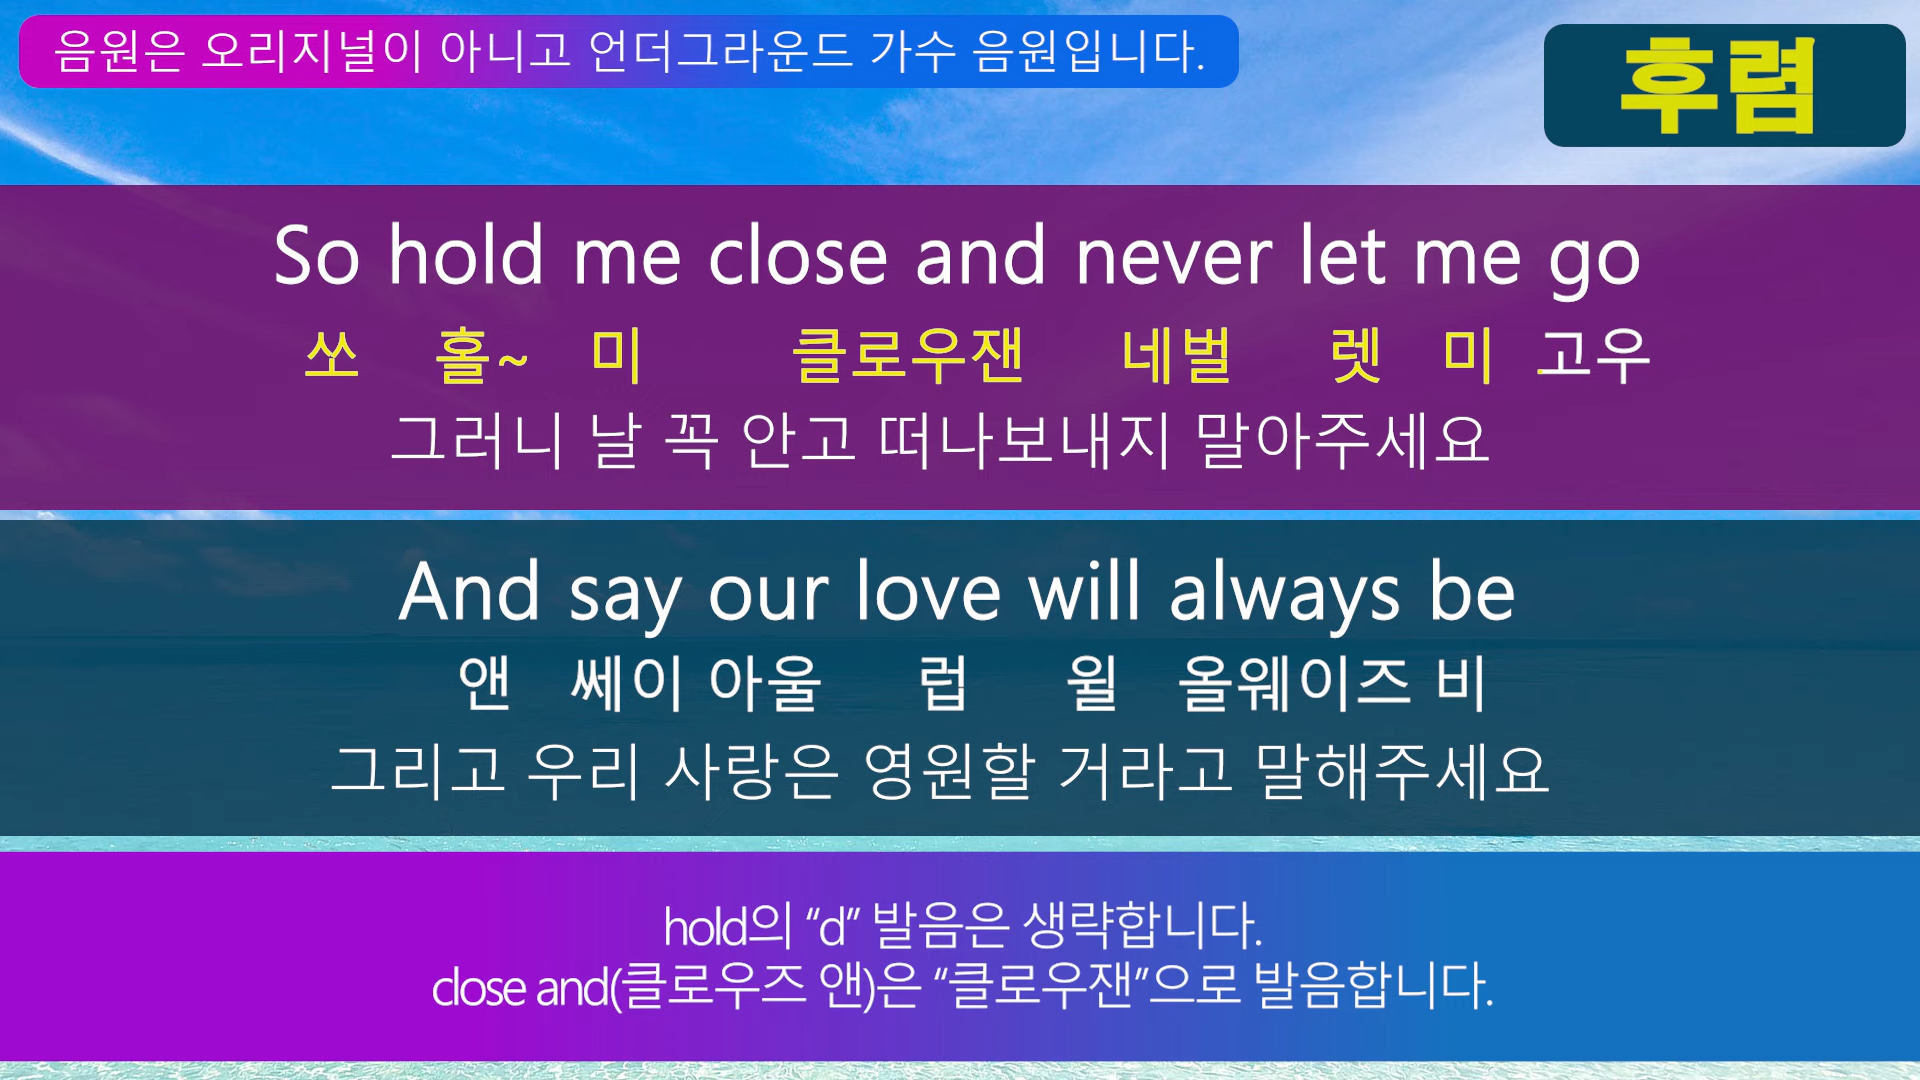 음원은 오리지널이 아니고 언더그라운드 가수 음원입니다.
후렴
So hold me close and never let me go
쏘 홀~ 미 클로우잰 네벌 렛 미 고우
그러니 날 꼭 안고 떠나보내지 말아주세요
And say our love will always be
앤 쎄이 아울 럽 윌 올웨이즈 비
그리고 우리 사랑은 영원할 거라고 말해주세요
hold의 “d” 발음은 생략합니다.
close and(클로우즈 앤)은 “클로우잰”으로 발음합니다.